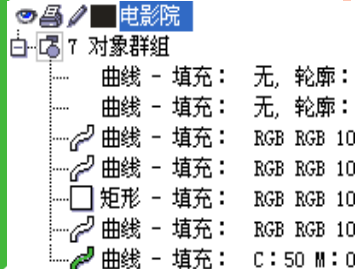 电影院
7 对象群组
曲线 - 填充： 无, 轮廓：
曲线 - 填充： 无, 轮廓：
曲线 - 填充： RGB RGB 10
曲线 - 填充： RGB RGB 10
矩形 - 填充： RGB RGB 10
曲线 - 填充： RGB RGB 10
曲线 - 填充： C：50 M：0